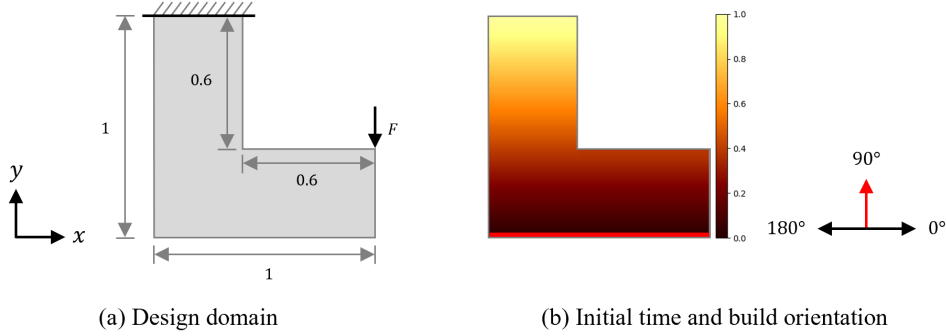 0.6
1
F
0.6
y
x
1
(a) Design domain
1.0
0.8
0.6
0.4
0.2
0.0
90°
180°
0°
(b) Initial time and build orientation